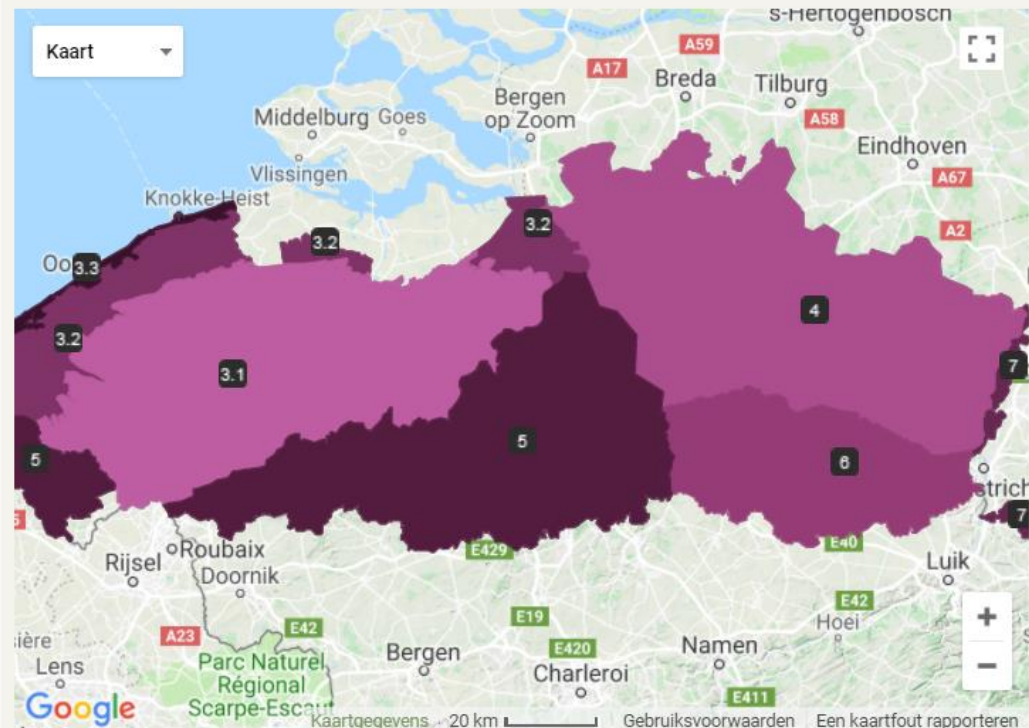 Kaart
s-Hertogenbosch
A59
A17
Breda
Tilburg
Bergen
op Zoom
A58
Middelburg
Goes
Eindhoven
Vlissingen
A67
Knokke-Heist
3.2
3.2
A2
3.3
4
3.2
7
3.1
5
5
6
7
E429
E40
Roubaix
Rijsel
Doornik
Luik
E42
E19
Hoei
A23
E42
Bergen
E420
Namen
Lens
Parc Naturel
Régional
Scarpe-Escaut
Charleroi
E411
Google
Kaartgegevens
20 km
Gebruiksvoorwaarden
Een kaartfout rapporteren